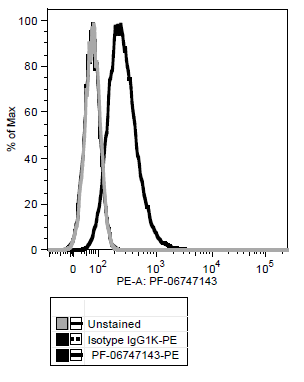 100
80
60
40
20
0
% of Max
0 10^2 10^3 10^4 10^5
PE-A: PF-06747143
Unstained
Isotype IgG1K-PE
PF-06747143-PE